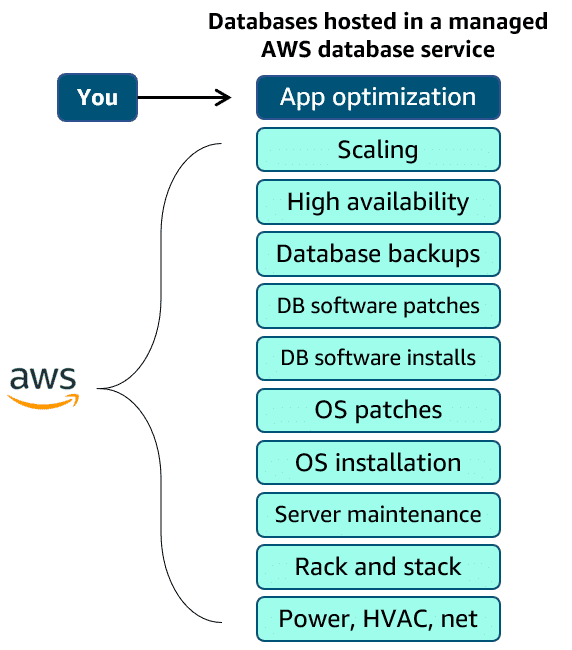 Databases hosted in a managed
AWS database service
You
App optimization
Scaling
High availability
Database backups
DB software patches
DB software installs
aws
OS patches
OS installation
Server maintenance
Rack and stack
Power, HVAC, net